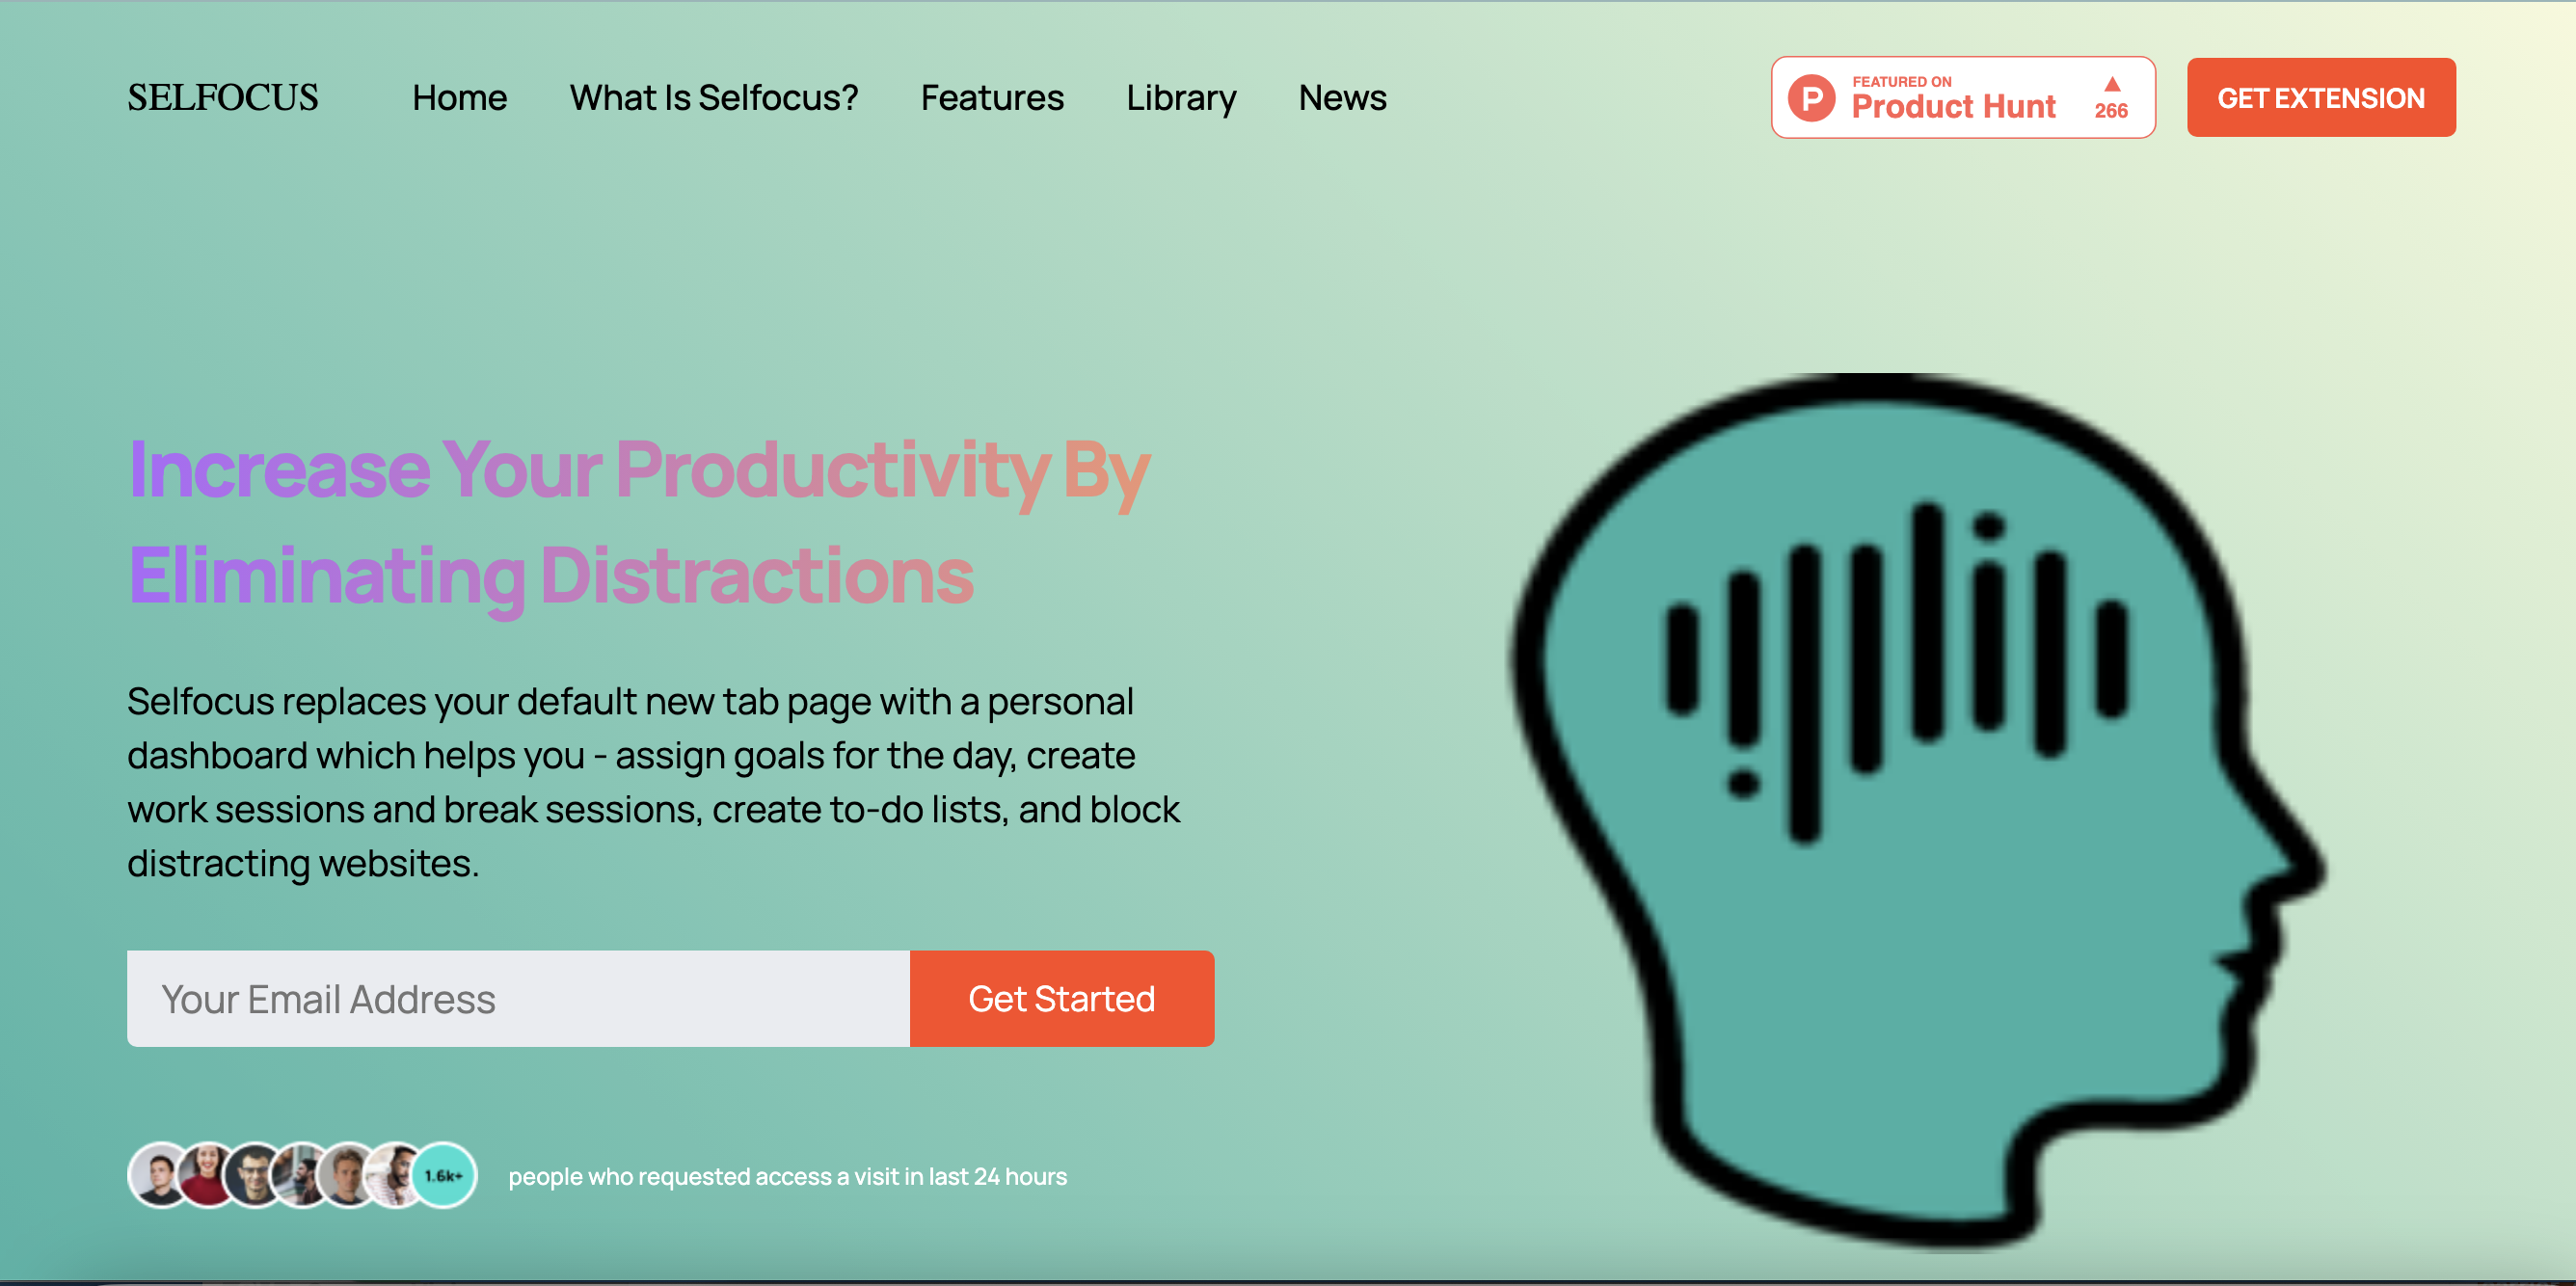 SELFOCUS
Home
What Is Selfocus?
Features
Library
News
P
FEATURED ON
Product Hunt
266
GET EXTENSION
Increase Your Productivity By
Eliminating Distractions
Selfocus replaces your default new tab page with a personal
dashboard which helps you - assign goals for the day, create
work sessions and break sessions, create to-do lists, and block
distracting websites.
Your Email Address
Get Started
1.6k+
people who requested access a visit in last 24 hours